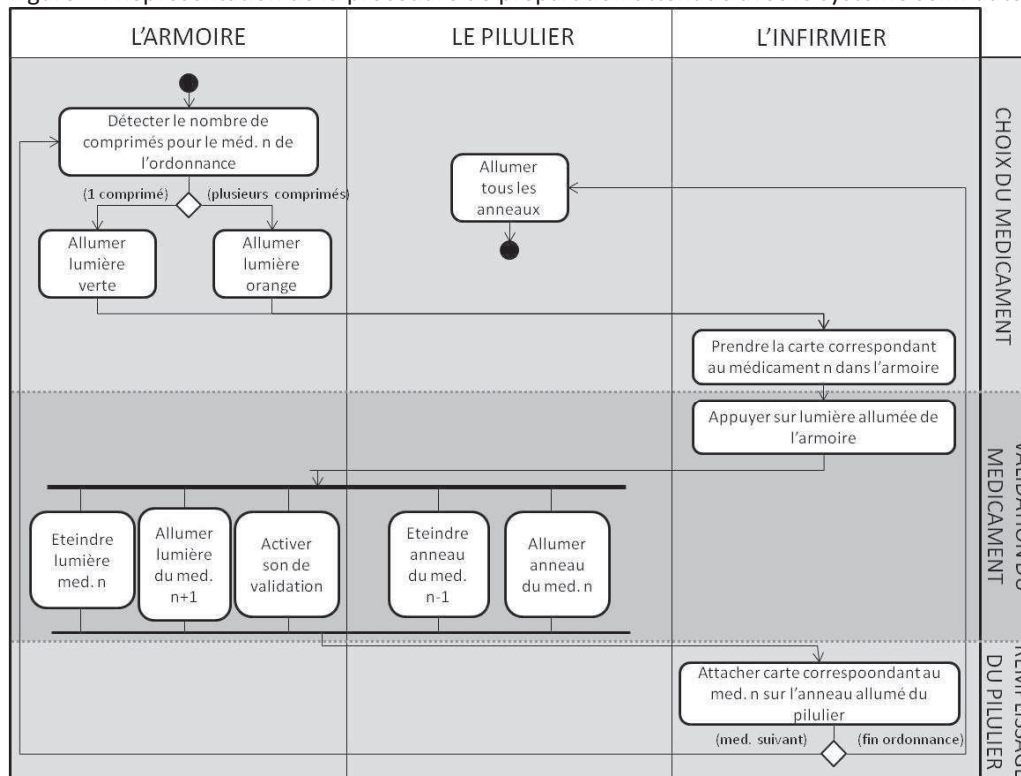 L'ARMOIRE
LE PILULIER
L'INFIRMIER
Détecter le nombre de
comprimés pour le méd. n de
l'ordonnance
(1 comprimé)
(plusieurs comprimés)
Allumer
lumière
verte
Allumer
lumière
orange
Allumer
tous les
anneaux
Prendre la carte correspondant
au médicament n dans l'armoire
CHOIX DU MEDICAMENT
Appuyer sur lumière allumée de
l'armoire
Eteindre
lumière
med. n
Allumer
lumière
du med.
n+1
Activer
son de
validation
Eteindre
anneau
du med.
n-1
Allumer
anneau
du med. n
VALIDATION DU
MEDICAMENT
Attacher carte correspoondant au
med. n sur l'anneau allumé du
pilulier
(med. suivant)
(fin ordonnance)
REMPLISSAGE
DU PILULIER